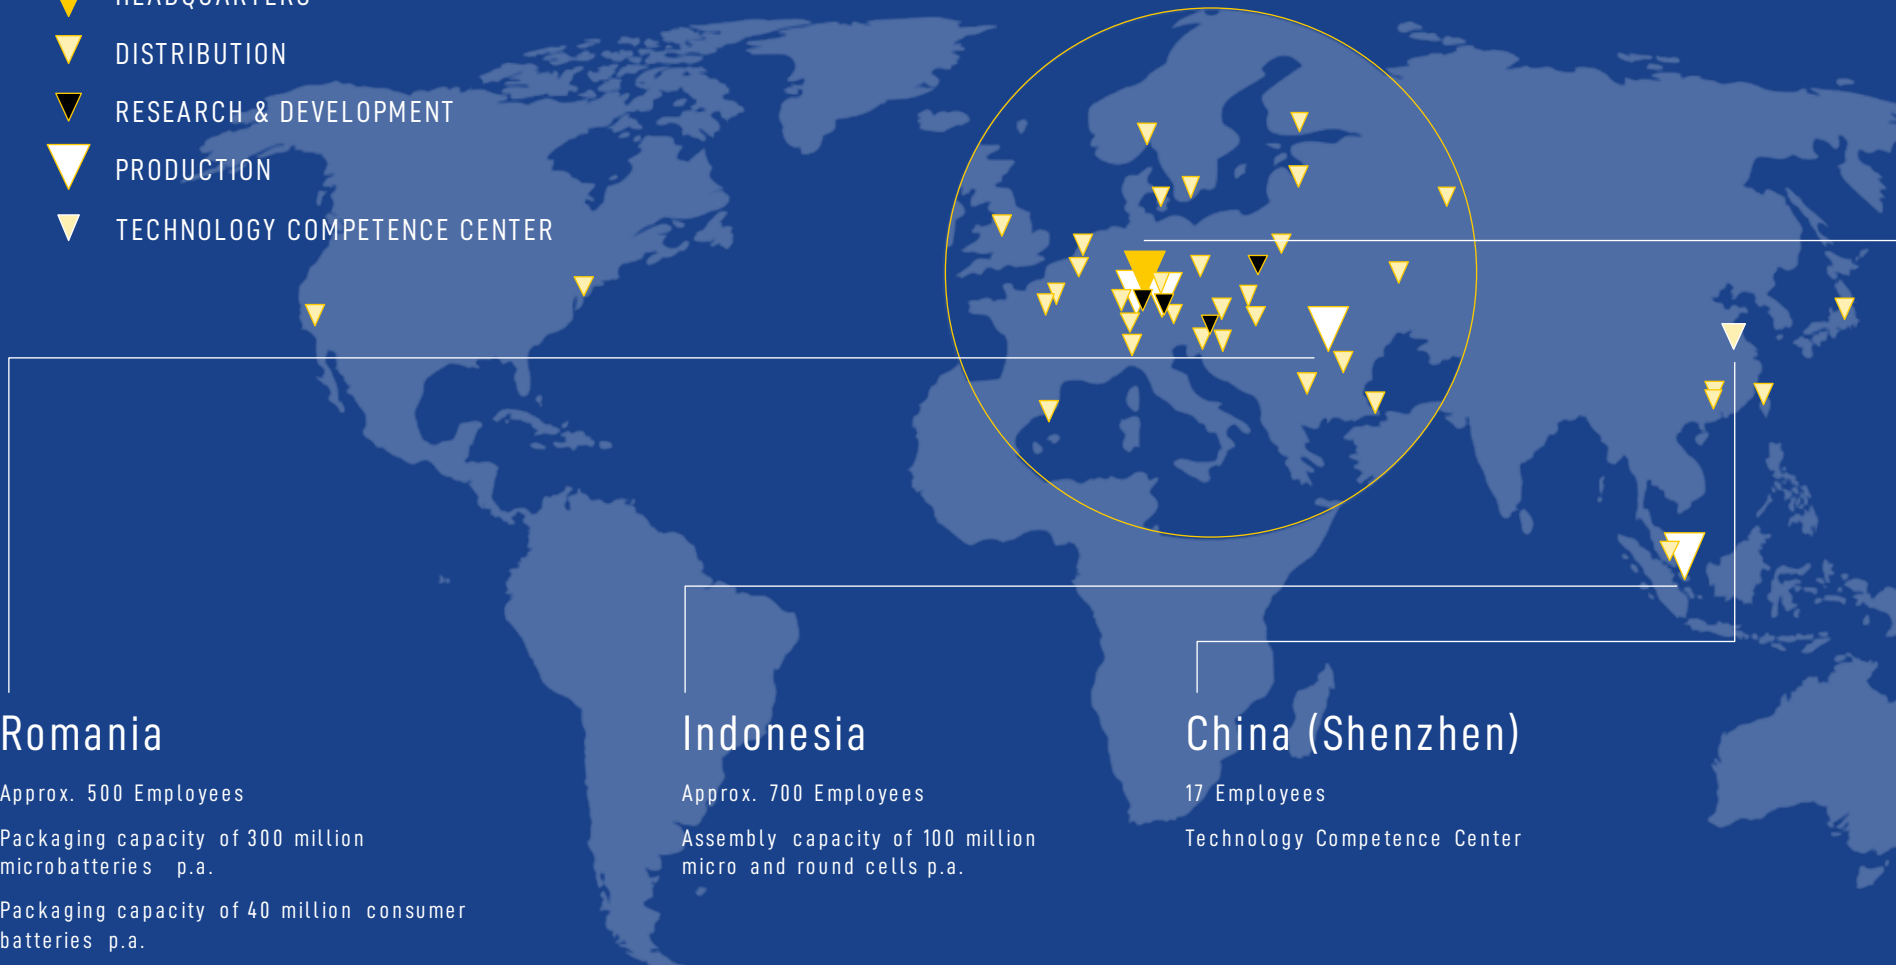 HEADQUARTERS
DISTRIBUTION
RESEARCH & DEVELOPMENT
PRODUCTION
TECHNOLOGY COMPETENCE CENTER
Romania
Approx. 500 Employees
Packaging capacity of 300 million
microbatteries p.a.
Packaging capacity of 40 million consumer
batteries p.a.
Indonesia
Approx. 700 Employees
Assembly capacity of 100 million
micro and round cells p.a.
China (Shenzhen)
17 Employees
Technology Competence Center